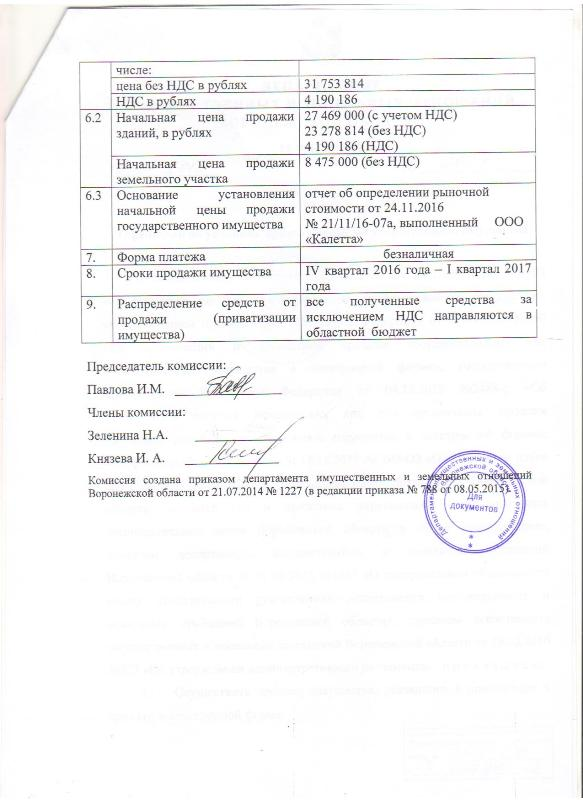 числе:
цена без НДС в рублях 31 753 814
НДС в рублях 4 190 186
6.2 Начальная цена продажи 27 469 000 (с учетом НДС)
зданий, в рублях 23 278 814 (без НДС)
4 190 186 (НДС)
Начальная цена продажи 8 475 000 (без НДС)
земельного участка
6.3 Основание установления отчет об определении рыночной
начальной цены продажи стоимости от 24.11.2016
государственного имущества № 21/11/16-07а, выполненный ООО
«Калетта»
7. Форма платежа безналичная
8. Сроки продажи имущества IV квартал 2016 года – I квартал 2017
года
9. Распределение средств от все полученные средства за
продажи (приватизации исключением НДС направляются в
имущества) областной бюджет
Председатель комиссии:
Павлова И.М.
Члены комиссии:
Зеленина Н.А.
Князева И. А.
Комиссия создана приказом департамента имущественных и земельных отношений
Воронежской области от 21.07.2014 № 1227 (в редакции приказа № 788 от 08.05.2015).
Департамент имущественных и земельных отношений
Воронежской области
Для
документов